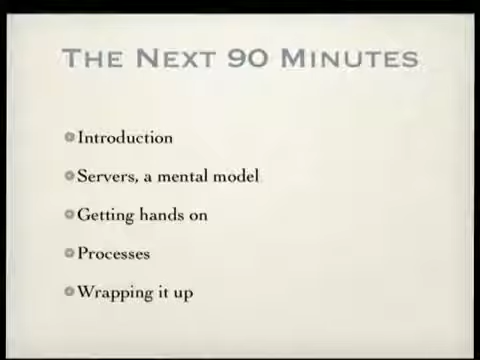 The Next 90 Minutes
Introduction
Servers, a mental model
Getting hands on
Processes
Wrapping it up